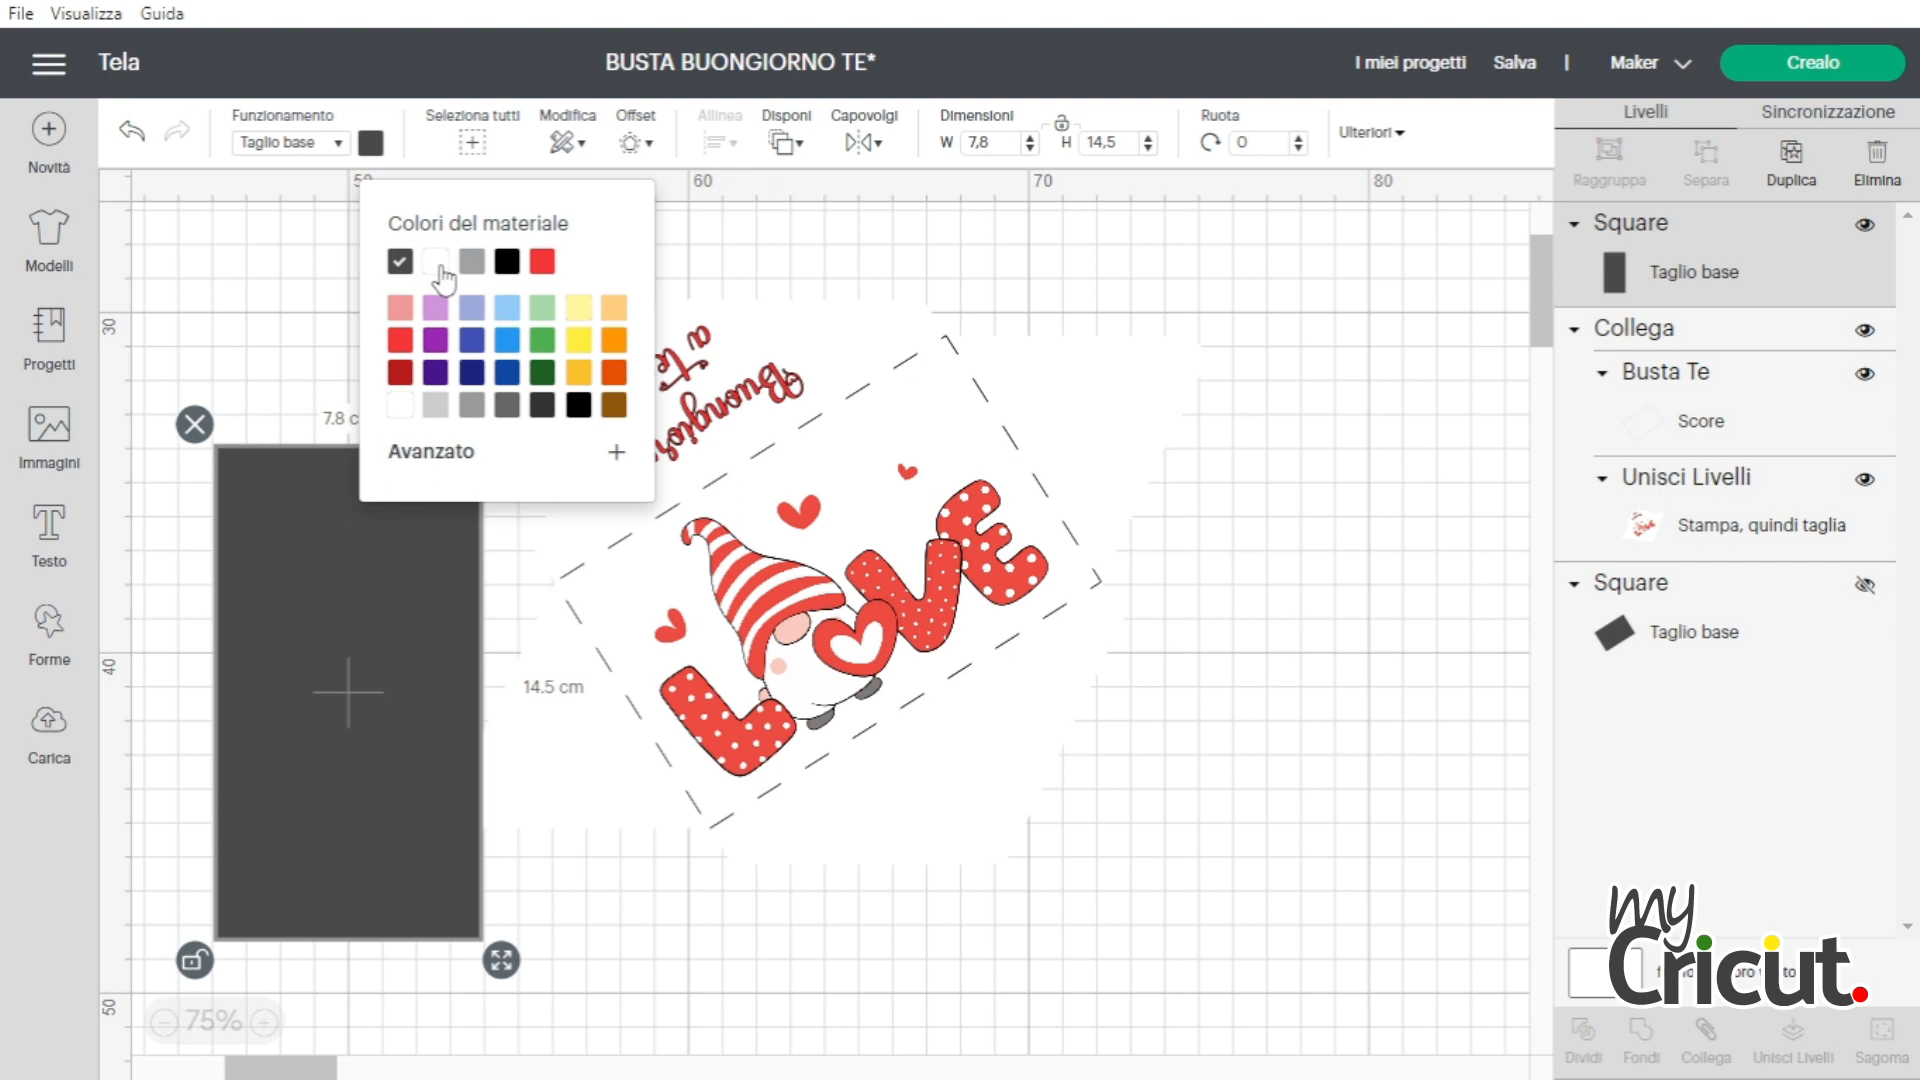 File Visualizza Guida
Tela
BUSTA BUONGIORNO TE*
I miei progetti Salva | Maker
Crealo
Novità
Modelli
Progetti
Immagini
Testo
Forme
Carica
Funzionamento
Taglio base
Seleziona tutti
Modifica
Offset
Allinea
Disponi
Capovolgi
Dimensioni
W 7,8
H 14,5
Ruota
0
Ulteriori
60 70 80
30
40
50
Colori del materiale
Avanzato
7.8
14.5 cm
Buongiorno
a te
LOVE
75%
Livelli Sincronizzazione
Raggruppa Separa Duplica Elimina
Square
Taglio base
Collega
Busta Te
Score
Unisci Livelli
Stampa, quindi taglia
Square
Taglio base
my
Cricut.
Dividi Fondi Collega Unisci Livelli Sagoma